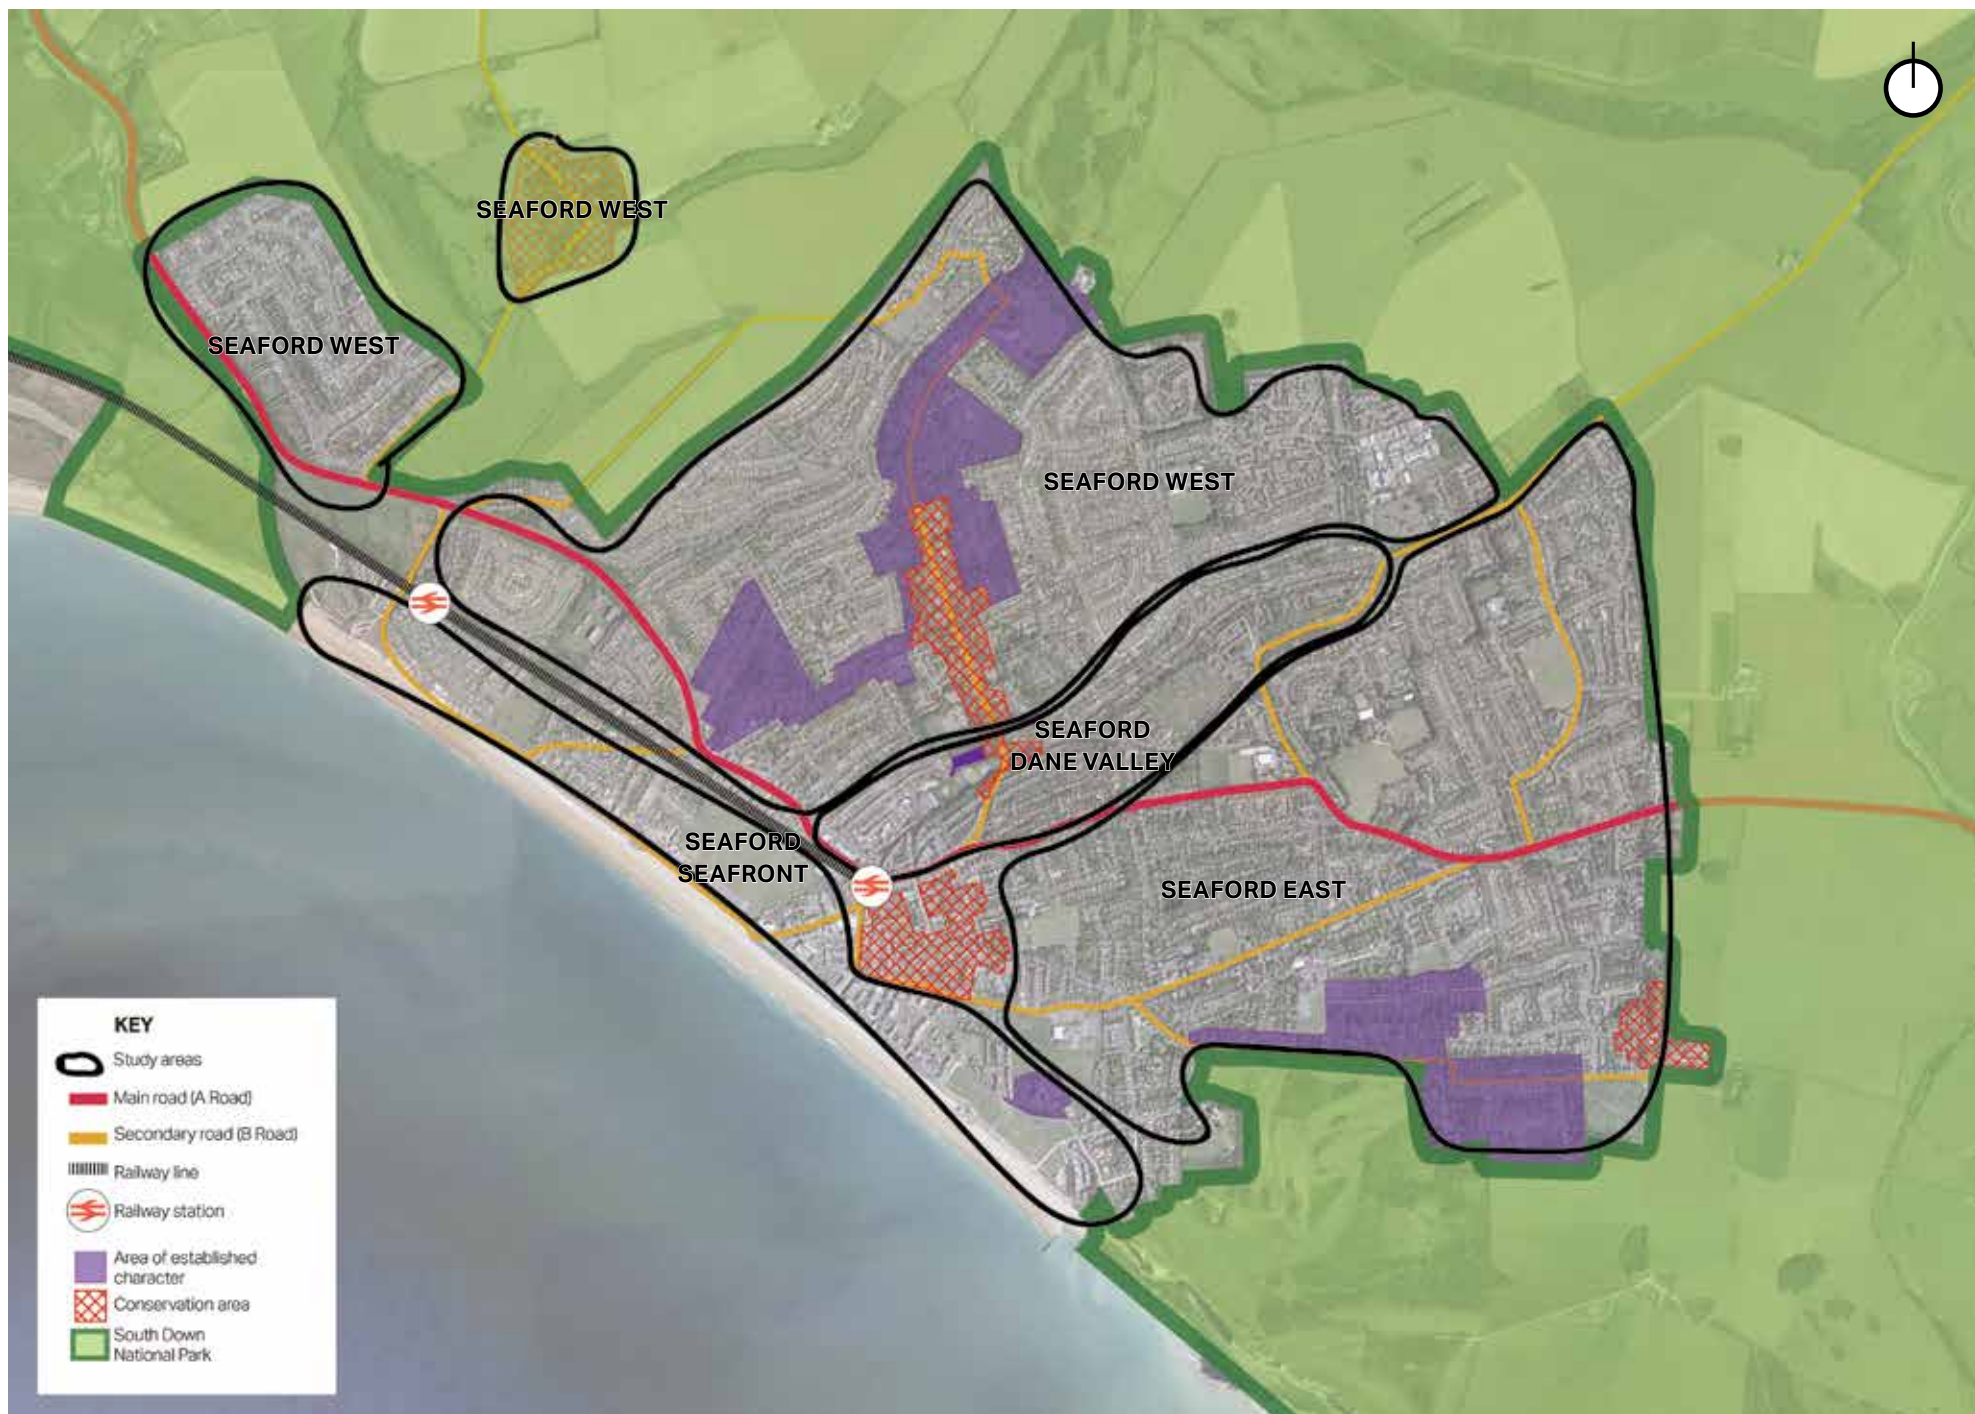 SEAFORD WEST
SEAFORD WEST
SEAFORD WEST
SEAFORD
DANE VALLEY
SEAFORD
SEAFRONT
SEAFORD EAST
KEY
Study areas
Main road (A Road)
Secondary road (B Road)
Railway line
Railway station
Area of established
character
Conservation area
South Down
National Park